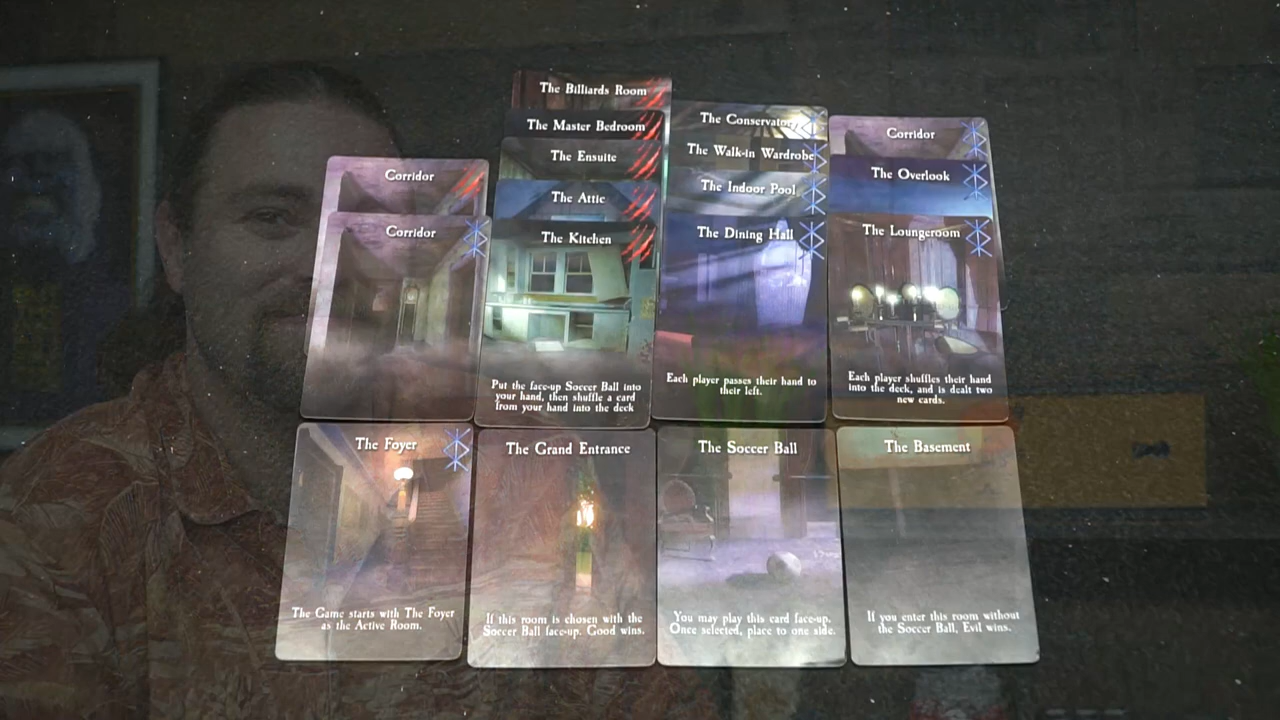 The Billiards Room
The Master Bedroom
The Ensuite
The Attic
The Kitchen
Put the face-up Soccer Ball into
your hand, then shuffle a card
from your hand into the deck
The Conservatory
The Walk-in Wardrobe
The Indoor Pool
The Dining Hall
Each player passes their hand to
their left.
Corridor
The Overlook
The Loungeroom
Each player shuffles their hand
into the deck, and is dealt two
new cards.
Corridor
Corridor
The Foyer
The Game starts with The Foyer
as the Active Room.
The Grand Entrance
If this room is chosen with the
Soccer Ball face-up, Good wins.
The Soccer Ball
You may play this card face-up.
Once selected, place to one side.
The Basement
If you enter this room without
the Soccer Ball, Evil wins.